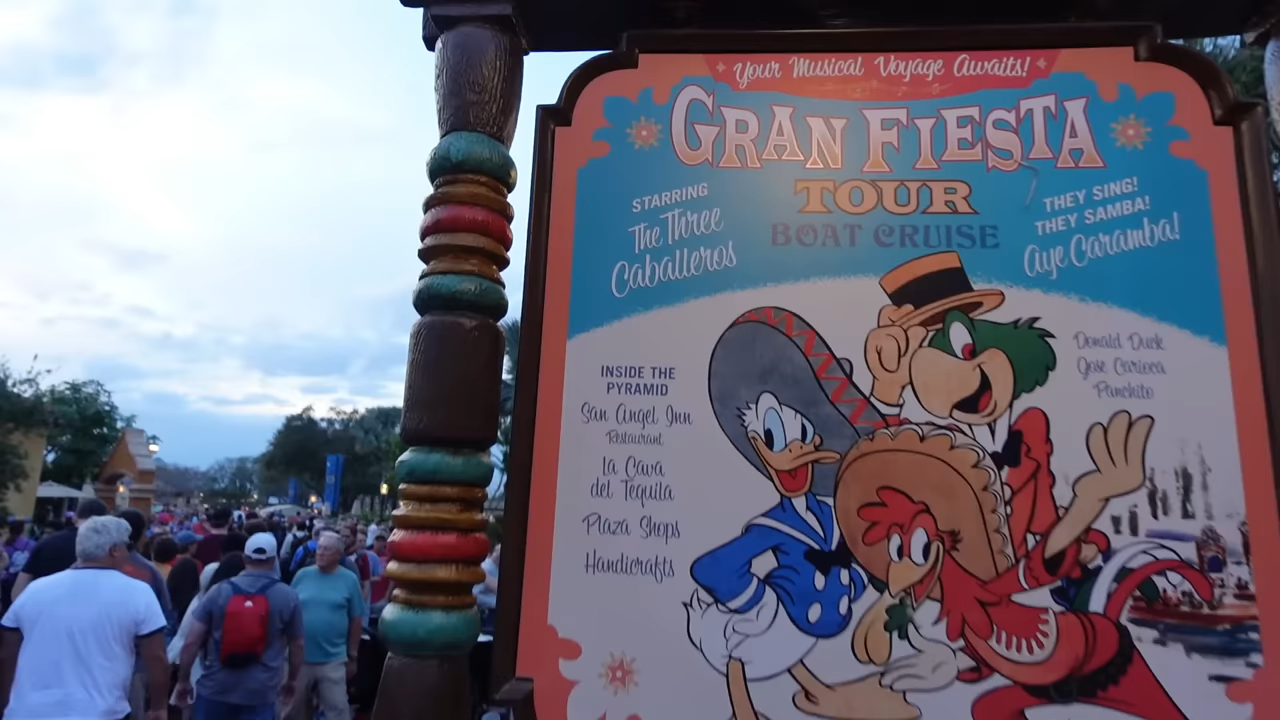 Your Musical Voyage Awaits!
GRAN FIESTA
TOUR
BOAT CRUISE
STARRING
The Three
Caballeros
THEY SING!
THEY SAMBA!
Aye Caramba!
INSIDE THE
PYRAMID
San Angel Inn
Restaurant
La Cava
del Tequila
Plaza Shops
Handicrafts
Donald Duck
Jose Carioca
Panchito